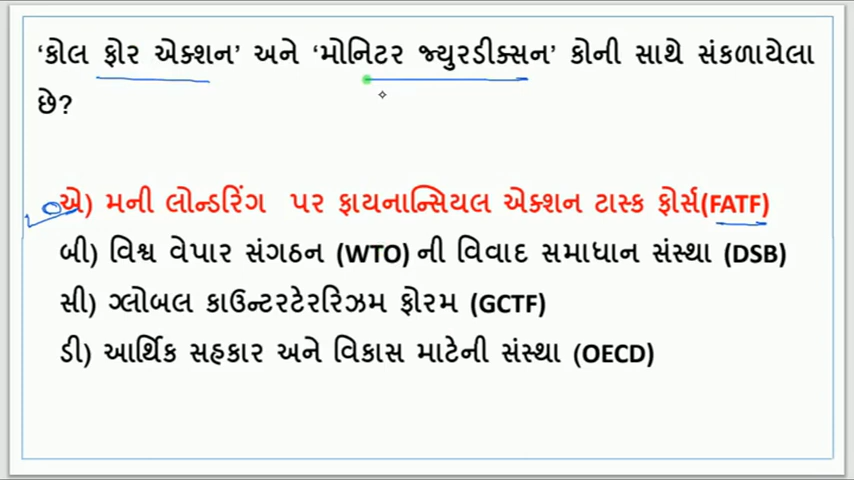 ‘કોલ ફોર એક્શન’ અને ‘મોનિટર જ્યુરડીક્સન’ કોની સાથે સંકળાયેલા
છે?
એ) મની લોન્ડરિંગ પર ફાયનાન્સિયલ એક્શન ટાસ્ક ફોર્સ(FATF)
બી) વિશ્વ વેપાર સંગઠન (WTO) ની વિવાદ સમાધાન સંસ્થા (DSB)
સી) ગ્લોબલ કાઉન્ટરટેરરિઝમ ફોરમ (GCTF)
ડી) આર્થિક સહકાર અને વિકાસ માટેની સંસ્થા (OECD)